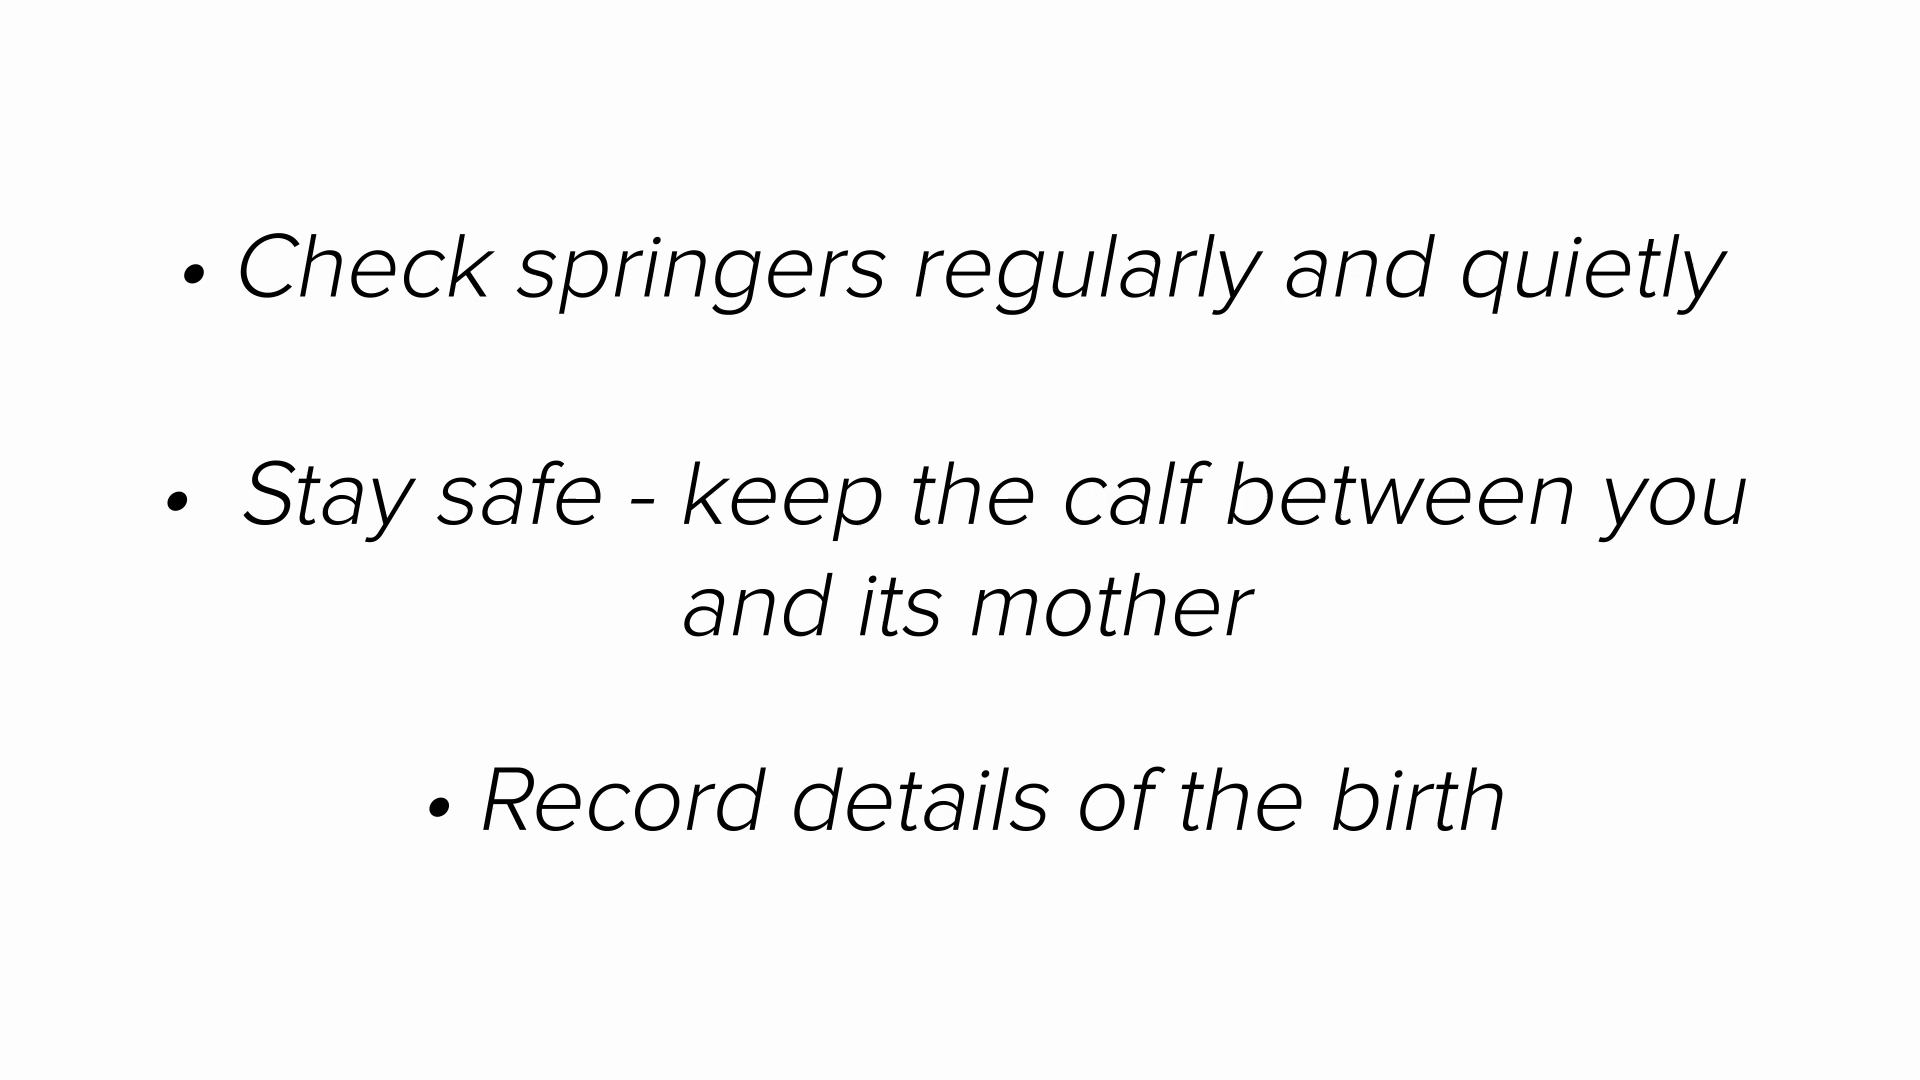 • Check springers regularly and quietly
• Stay safe - keep the calf between you
and its mother
• Record details of the birth